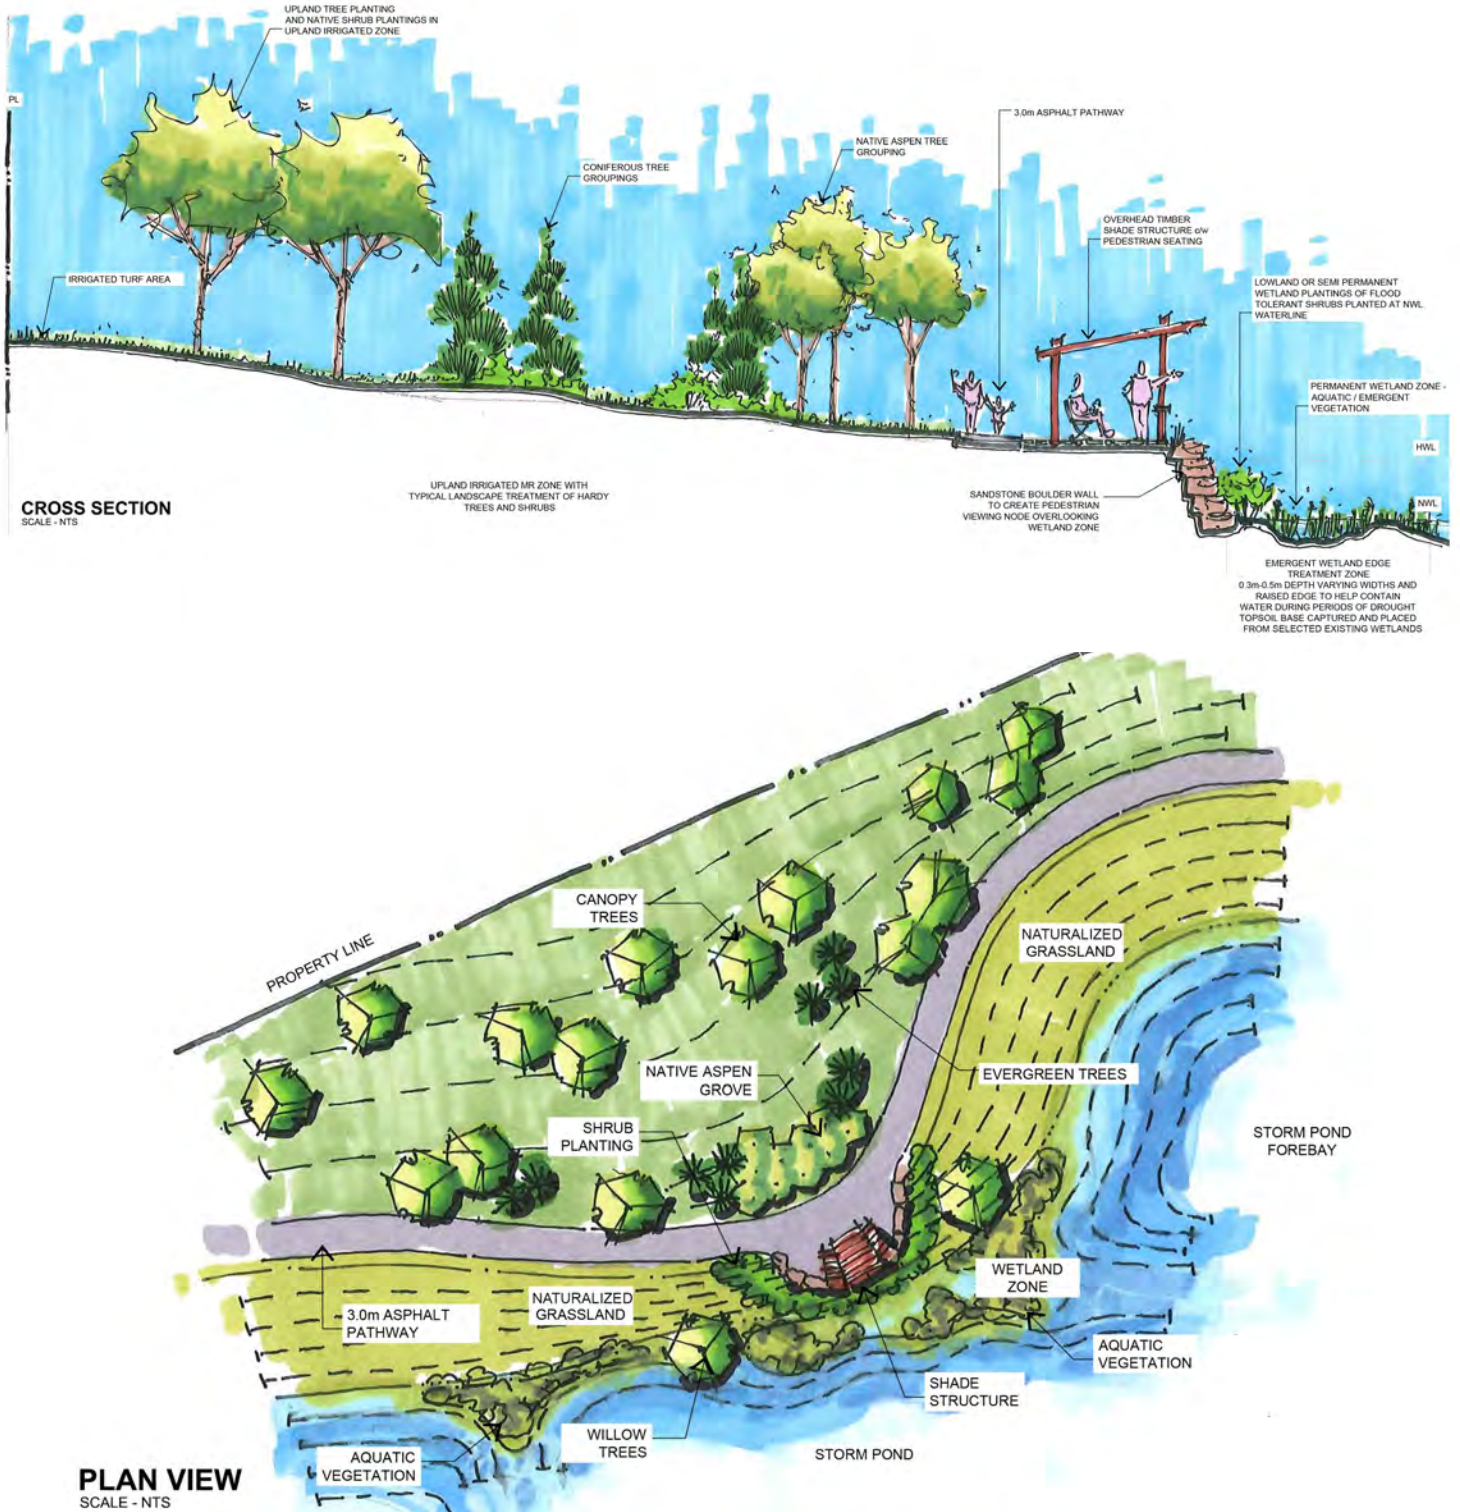 UPLAND TREE PLANTING
AND NATIVE SHRUB PLANTINGS IN
UPLAND IRRIGATED ZONE
PL
3.0m ASPHALT PATHWAY
NATIVE ASPEN TREE
GROUPING
CONIFEROUS TREE
GROUPINGS
OVERHEAD TIMBER
SHADE STRUCTURE c/w
PEDESTRIAN SEATING
IRRIGATED TURF AREA
LOWLAND OR SEMI PERMANENT
WETLAND PLANTINGS OF FLOOD
TOLERANT SHRUBS PLANTED AT NWL
WATERLINE
PERMANENT WETLAND ZONE -
AQUATIC / EMERGENT
VEGETATION
HWL
NWL
UPLAND IRRIGATED MR ZONE WITH
TYPICAL LANDSCAPE TREATMENT OF HARDY
TREES AND SHRUBS
SANDSTONE BOULDER WALL
TO CREATE PEDESTRIAN
VIEWING NODE OVERLOOKING
WETLAND ZONE
CROSS SECTION
SCALE - NTS
EMERGENT WETLAND EDGE
TREATMENT ZONE
0.3m-0.5m DEPTH VARYING WIDTHS AND
RAISED EDGE TO HELP CONTAIN
WATER DURING PERIODS OF DROUGHT
TOPSOIL BASE CAPTURED AND PLACED
FROM SELECTED EXISTING WETLANDS
CANOPY
TREES
PROPERTY LINE
NATURALIZED
GRASSLAND
NATIVE ASPEN
GROVE
EVERGREEN TREES
SHRUB
PLANTING
STORM POND
FOREBAY
WETLAND
ZONE
NATURALIZED
GRASSLAND
3.0m ASPHALT
PATHWAY
AQUATIC
VEGETATION
SHADE
STRUCTURE
WILLOW
TREES
STORM POND
AQUATIC
VEGETATION
PLAN VIEW
SCALE - NTS